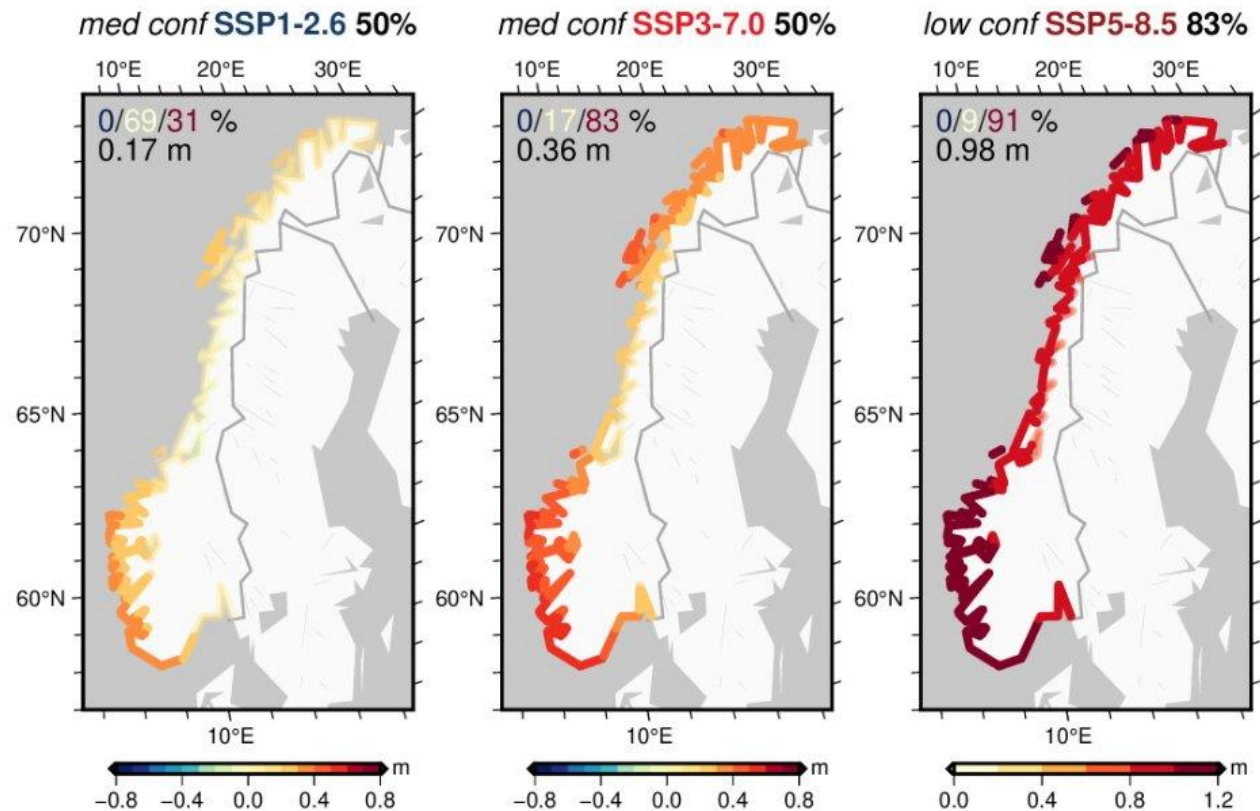 med conf SSP1-2.6 50%
med conf SSP3-7.0 50%
low conf SSP5-8.5 83%
10°E 20°E 30°E
10°E 20°E 30°E
10°E 20°E 30°E
0/69/31 %
0.17 m
0/17/83 %
0.36 m
0/9/91 %
0.98 m
70°N
70°N
70°N
65°N
65°N
65°N
60°N
60°N
60°N
10°E
10°E
10°E
m
m
m
−0.8 −0.4 0.0 0.4 0.8
−0.8 −0.4 0.0 0.4 0.8
0.0 0.4 0.8 1.2